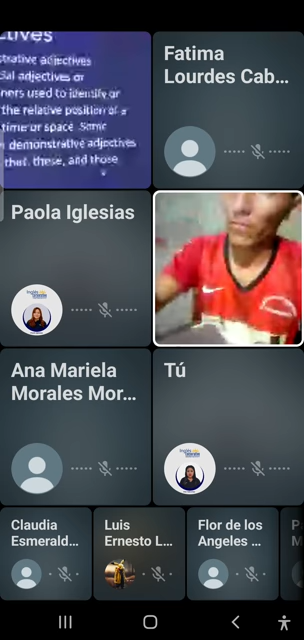 ctives
strative adjectives
ial adjectives or
ners used to identify or
the relative position of a
time or space. Some
demonstrative adjectives
that, these, and those
Fatima
Lourdes Cab...
Paola Iglesias
Ana Mariela
Morales Mor...
Tú
Claudia
Esmerald...
Luis
Ernesto L...
Flor de los
Angeles ...
P
M